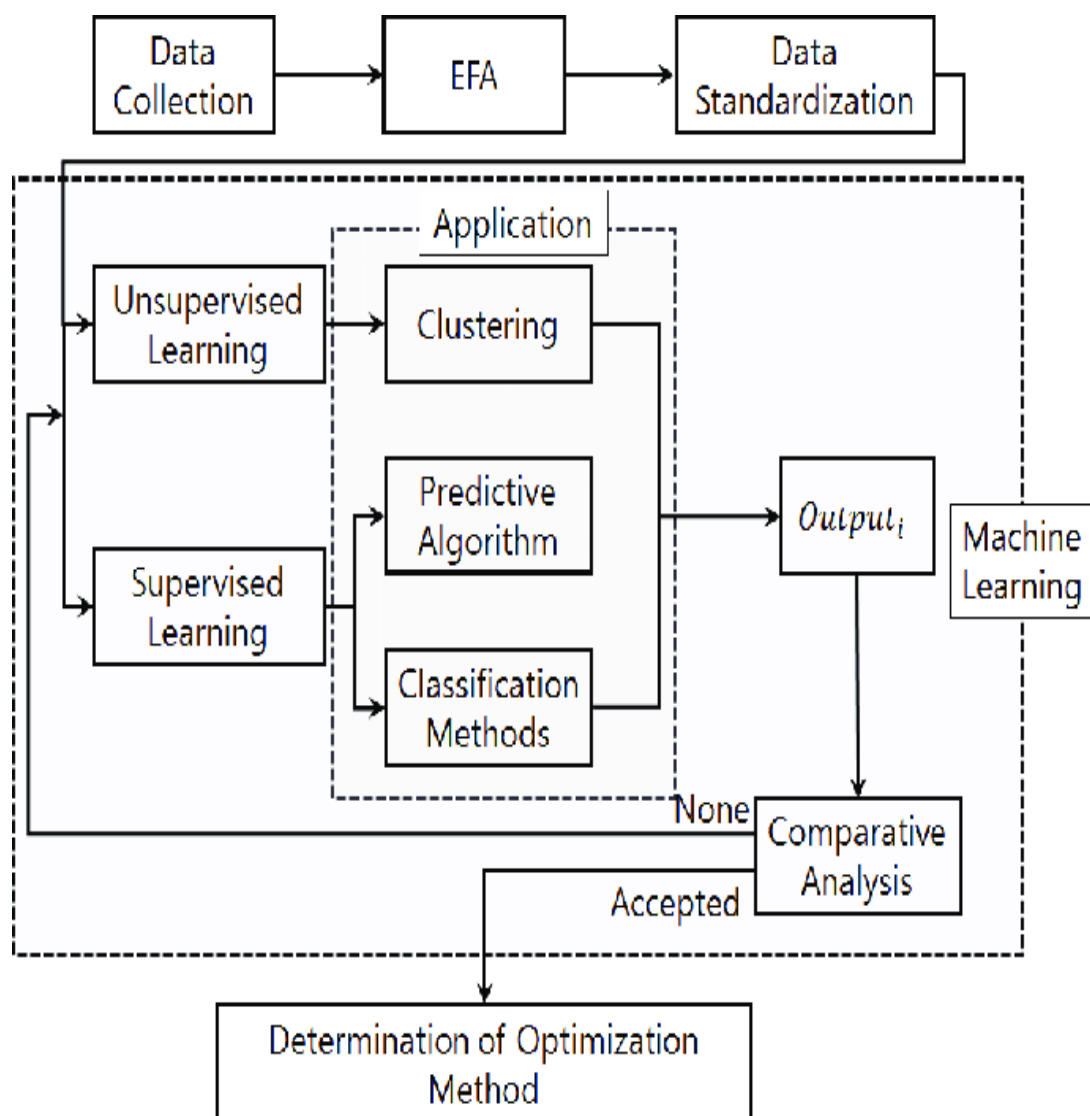 Data
Collection
EFA
Data
Standardization
Application
Unsupervised
Learning
Clustering
Predictive
Algorithm
Outputᵢ
Machine
Learning
Supervised
Learning
Classification
Methods
None
Comparative
Analysis
Accepted
Determination of Optimization
Method